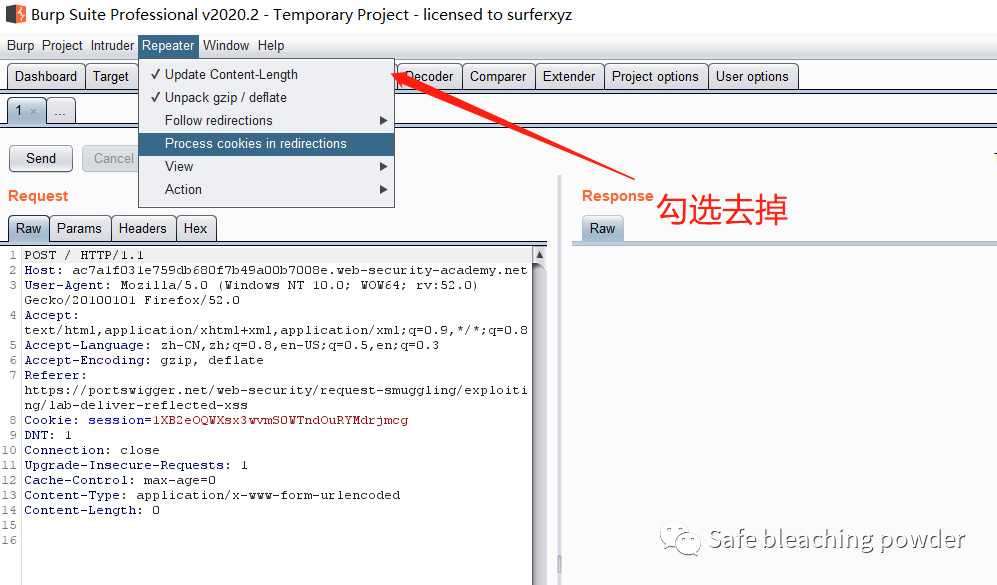 Burp Suite Professional v2020.2 - Temporary Project - licensed to surferxyz
Burp Project Intruder Repeater Window Help
Dashboard Target Decoder Comparer Extender Project options User options
✓ Update Content-Length
✓ Unpack gzip / deflate
Follow redirections
Process cookies in redirections
View
Action
1 × ...
Send Cancel
Request
Raw Params Headers Hex
1 POST / HTTP/1.1
2 Host: ac7a1f031e759db680f7b49a00b7008e.web-security-academy.net
3 User-Agent: Mozilla/5.0 (Windows NT 10.0; WOW64; rv:52.0)
Gecko/20100101 Firefox/52.0
4 Accept:
text/html,application/xhtml+xml,application/xml;q=0.9,*/*;q=0.8
5 Accept-Language: zh-CN,zh;q=0.8,en-US;q=0.5,en;q=0.3
6 Accept-Encoding: gzip, deflate
7 Referer:
https://portswigger.net/web-security/request-smuggling/exploiti
ng/lab-deliver-reflected-xss
8 Cookie: session=1XB2eOQWXsx3wvmS0WTndOuRYMdrjmcg
9 DNT: 1
10 Connection: close
11 Upgrade-Insecure-Requests: 1
12 Cache-Control: max-age=0
13 Content-Type: application/x-www-form-urlencoded
14 Content-Length: 0
15
16
Response
Raw
勾选去掉
Safe bleaching powder